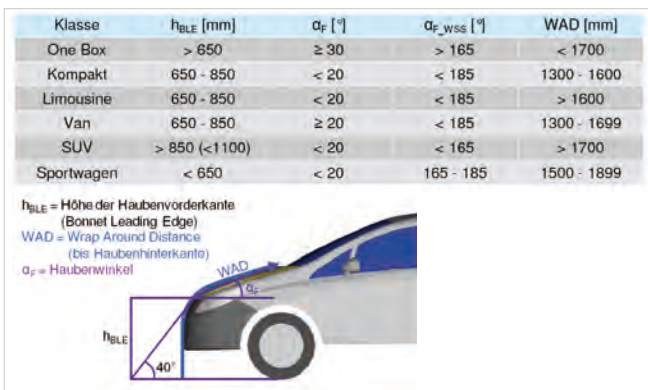 Klasse h_BLE [mm] α_F [°] α_F_WSS [°] WAD [mm]
One Box > 650 ≥ 30 > 165 < 1700
Kompakt 650 - 850 < 20 < 185 1300 - 1600
Limousine 650 - 850 < 20 < 185 > 1600
Van 650 - 850 ≥ 20 < 185 1300 - 1699
SUV > 850 (<1100) < 20 < 165 > 1700
Sportwagen < 650 < 20 165 - 185 1500 - 1899
h_BLE = Höhe der Haubenvorderkante
(Bonnet Leading Edge)
WAD = Wrap Around Distance
(bis Haubenhinterkante)
α_F = Haubenwinkel
WAD
α_F
h_BLE
40°